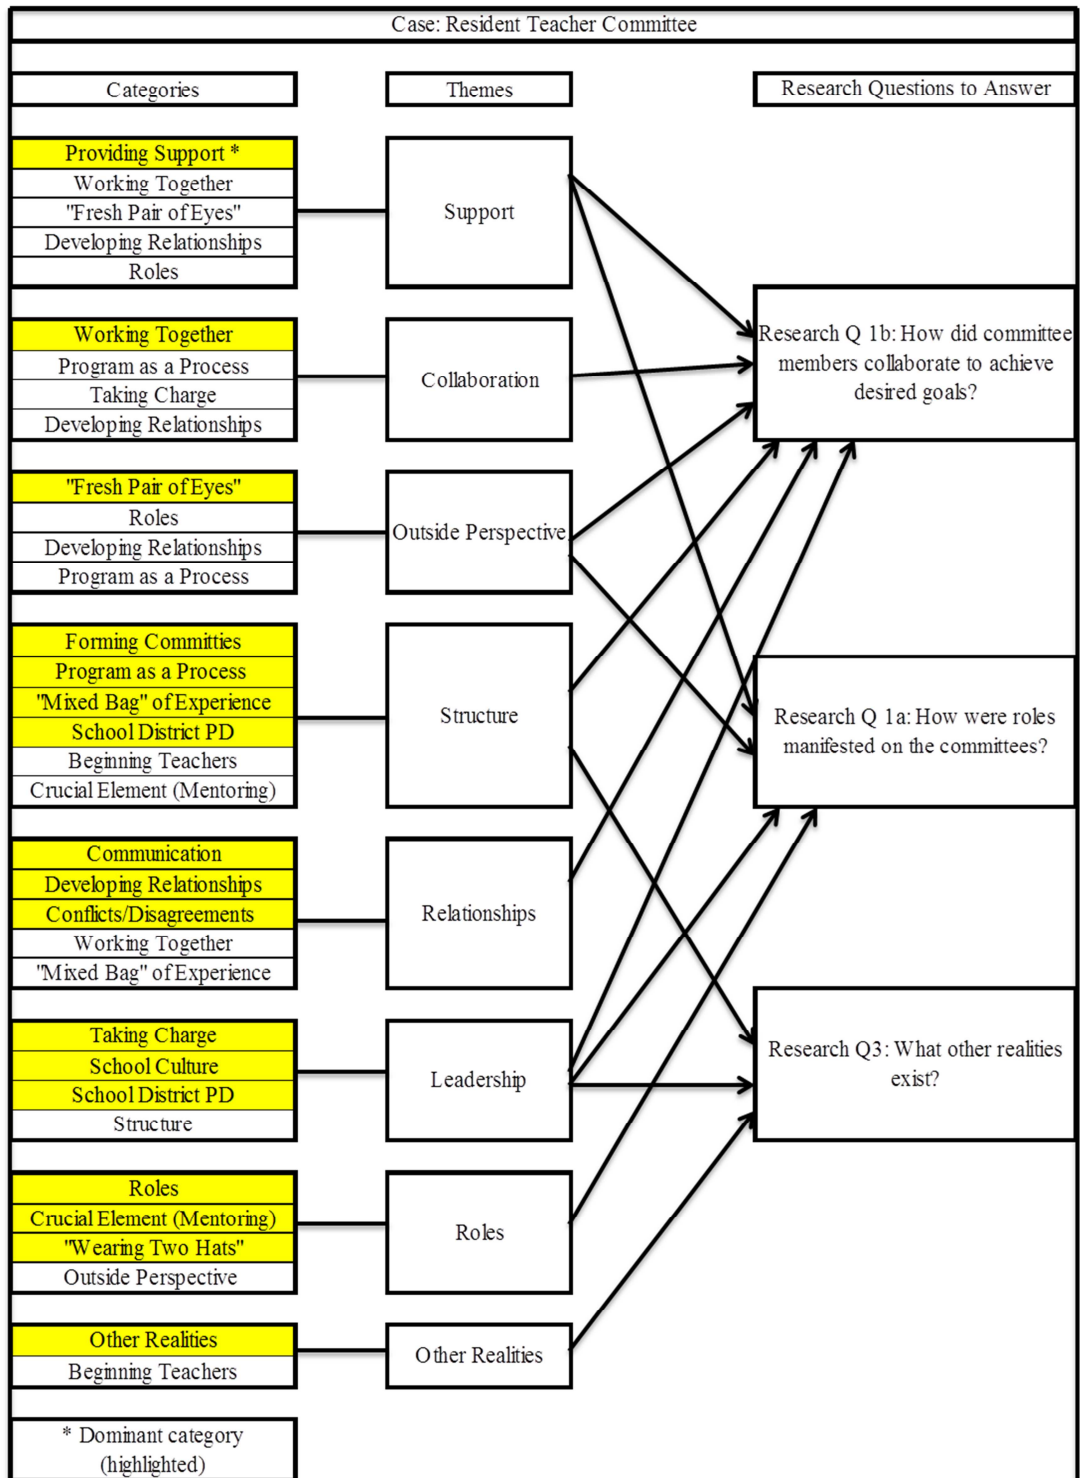 Case: Resident Teacher Committee
Categories
Themes
Research Questions to Answer
Providing Support *
Working Together
"Fresh Pair of Eyes"
Developing Relationships
Roles
Support
Working Together
Program as a Process
Taking Charge
Developing Relationships
Collaboration
"Fresh Pair of Eyes"
Roles
Developing Relationships
Program as a Process
Outside Perspective
Forming Committies
Program as a Process
"Mixed Bag" of Experience
School District PD
Beginning Teachers
Crucial Element (Mentoring)
Structure
Communication
Developing Relationships
Conflicts/Disagreements
Working Together
"Mixed Bag" of Experience
Relationships
Taking Charge
School Culture
School District PD
Structure
Leadership
Roles
Crucial Element (Mentoring)
"Wearing Two Hats"
Outside Perspective
Roles
Other Realities
Beginning Teachers
Other Realities
Research Q 1b: How did committee
members collaborate to achieve
desired goals?
Research Q 1a: How were roles
manifested on the committees?
Research Q3: What other realities
exist?
* Dominant category
(highlighted)